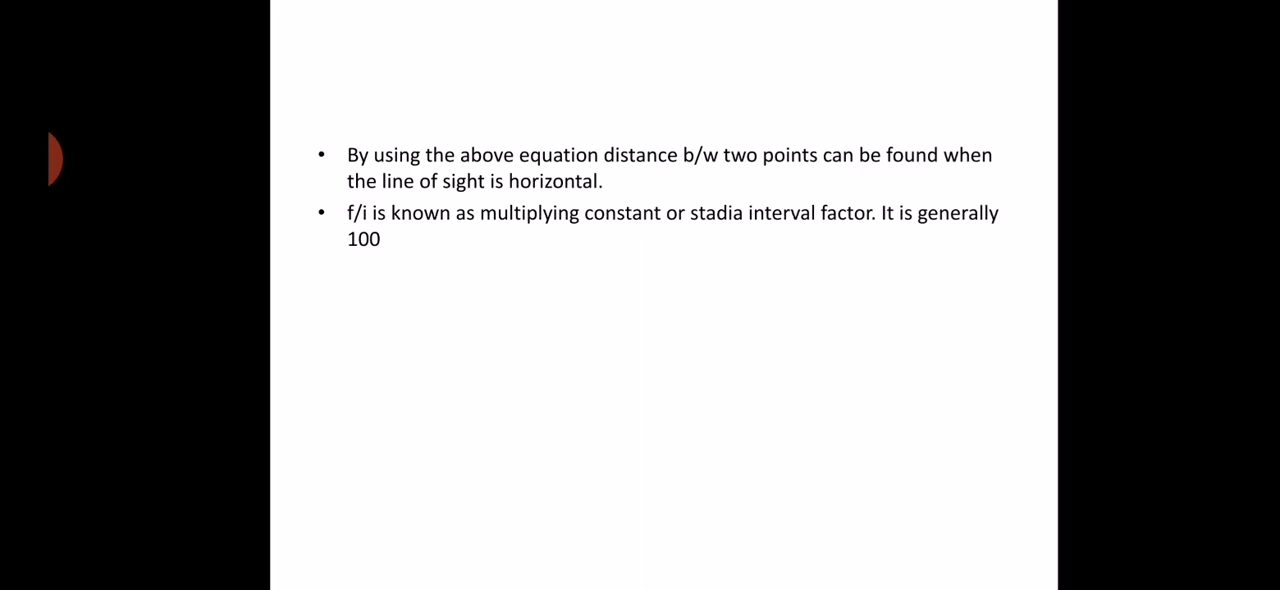 • By using the above equation distance b/w two points can be found when
the line of sight is horizontal.
• f/i is known as multiplying constant or stadia interval factor. It is generally
100